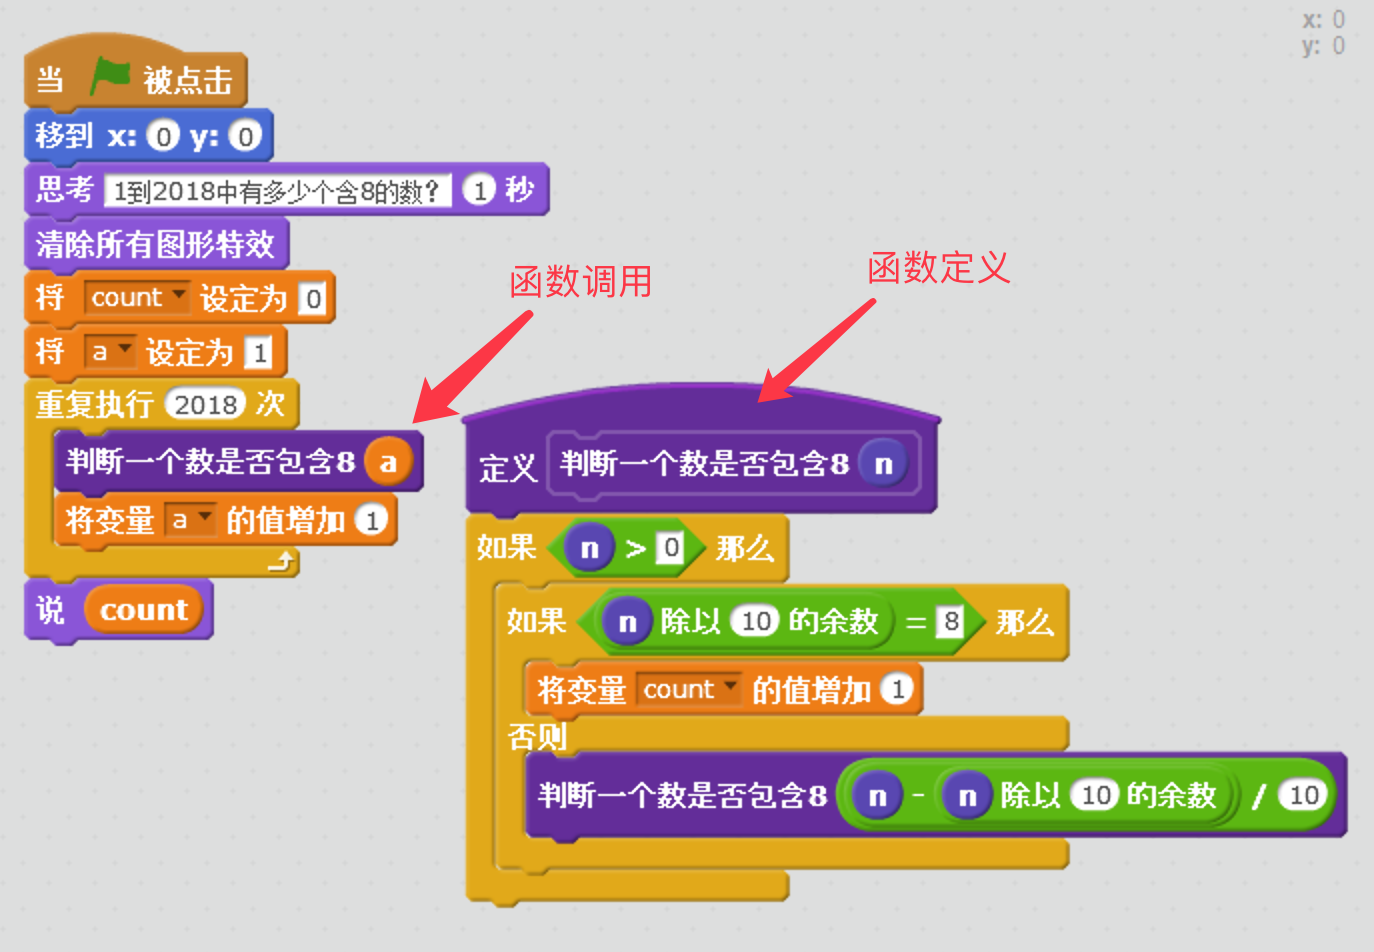 x: 0
y: 0
当 被点击
移到 x: 0 y: 0
思考 1到2018中有多少个含8的数? 1 秒
清除所有图形特效
将 count 设定为 0
将 a 设定为 1
重复执行 2018 次
判断一个数是否包含8 a
将变量 a 的值增加 1
说 count
函数调用
函数定义
定义 判断一个数是否包含8 n
如果 n > 0 那么
如果 n 除以 10 的余数 = 8 那么
将变量 count 的值增加 1
否则
判断一个数是否包含8 n - n 除以 10 的余数 / 10